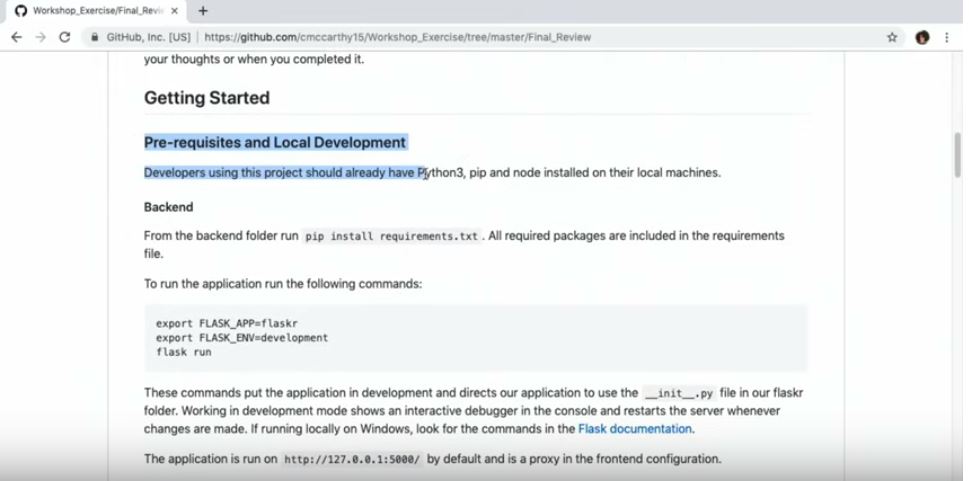 Workshop_Exercise/Final_Revi
GitHub, Inc. [US] | https://github.com/cmccarthy15/Workshop_Exercise/tree/master/Final_Review
your thoughts or when you completed it.
Getting Started
Pre-requisites and Local Development
Developers using this project should already have Python3, pip and node installed on their local machines.
Backend
From the backend folder run pip install requirements.txt. All required packages are included in the requirements
file.
To run the application run the following commands:
export FLASK_APP=flaskr
export FLASK_ENV=development
flask run
These commands put the application in development and directs our application to use the __init__.py file in our flaskr
folder. Working in development mode shows an interactive debugger in the console and restarts the server whenever
changes are made. If running locally on Windows, look for the commands in the Flask documentation.
The application is run on http://127.0.0.1:5000/ by default and is a proxy in the frontend configuration.